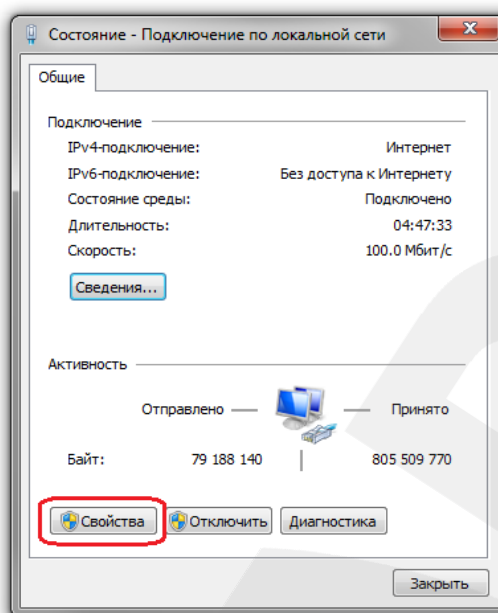 Состояние - Подключение по локальной сети
x
Общие
Подключение
IPv4-подключение: Интернет
IPv6-подключение: Без доступа к Интернету
Состояние среды: Подключено
Длительность: 04:47:33
Скорость: 100.0 Мбит/с
Сведения...
Активность
Отправлено — — Принято
Байт: 79 188 140 | 805 509 770
Свойства Отключить Диагностика
Закрыть